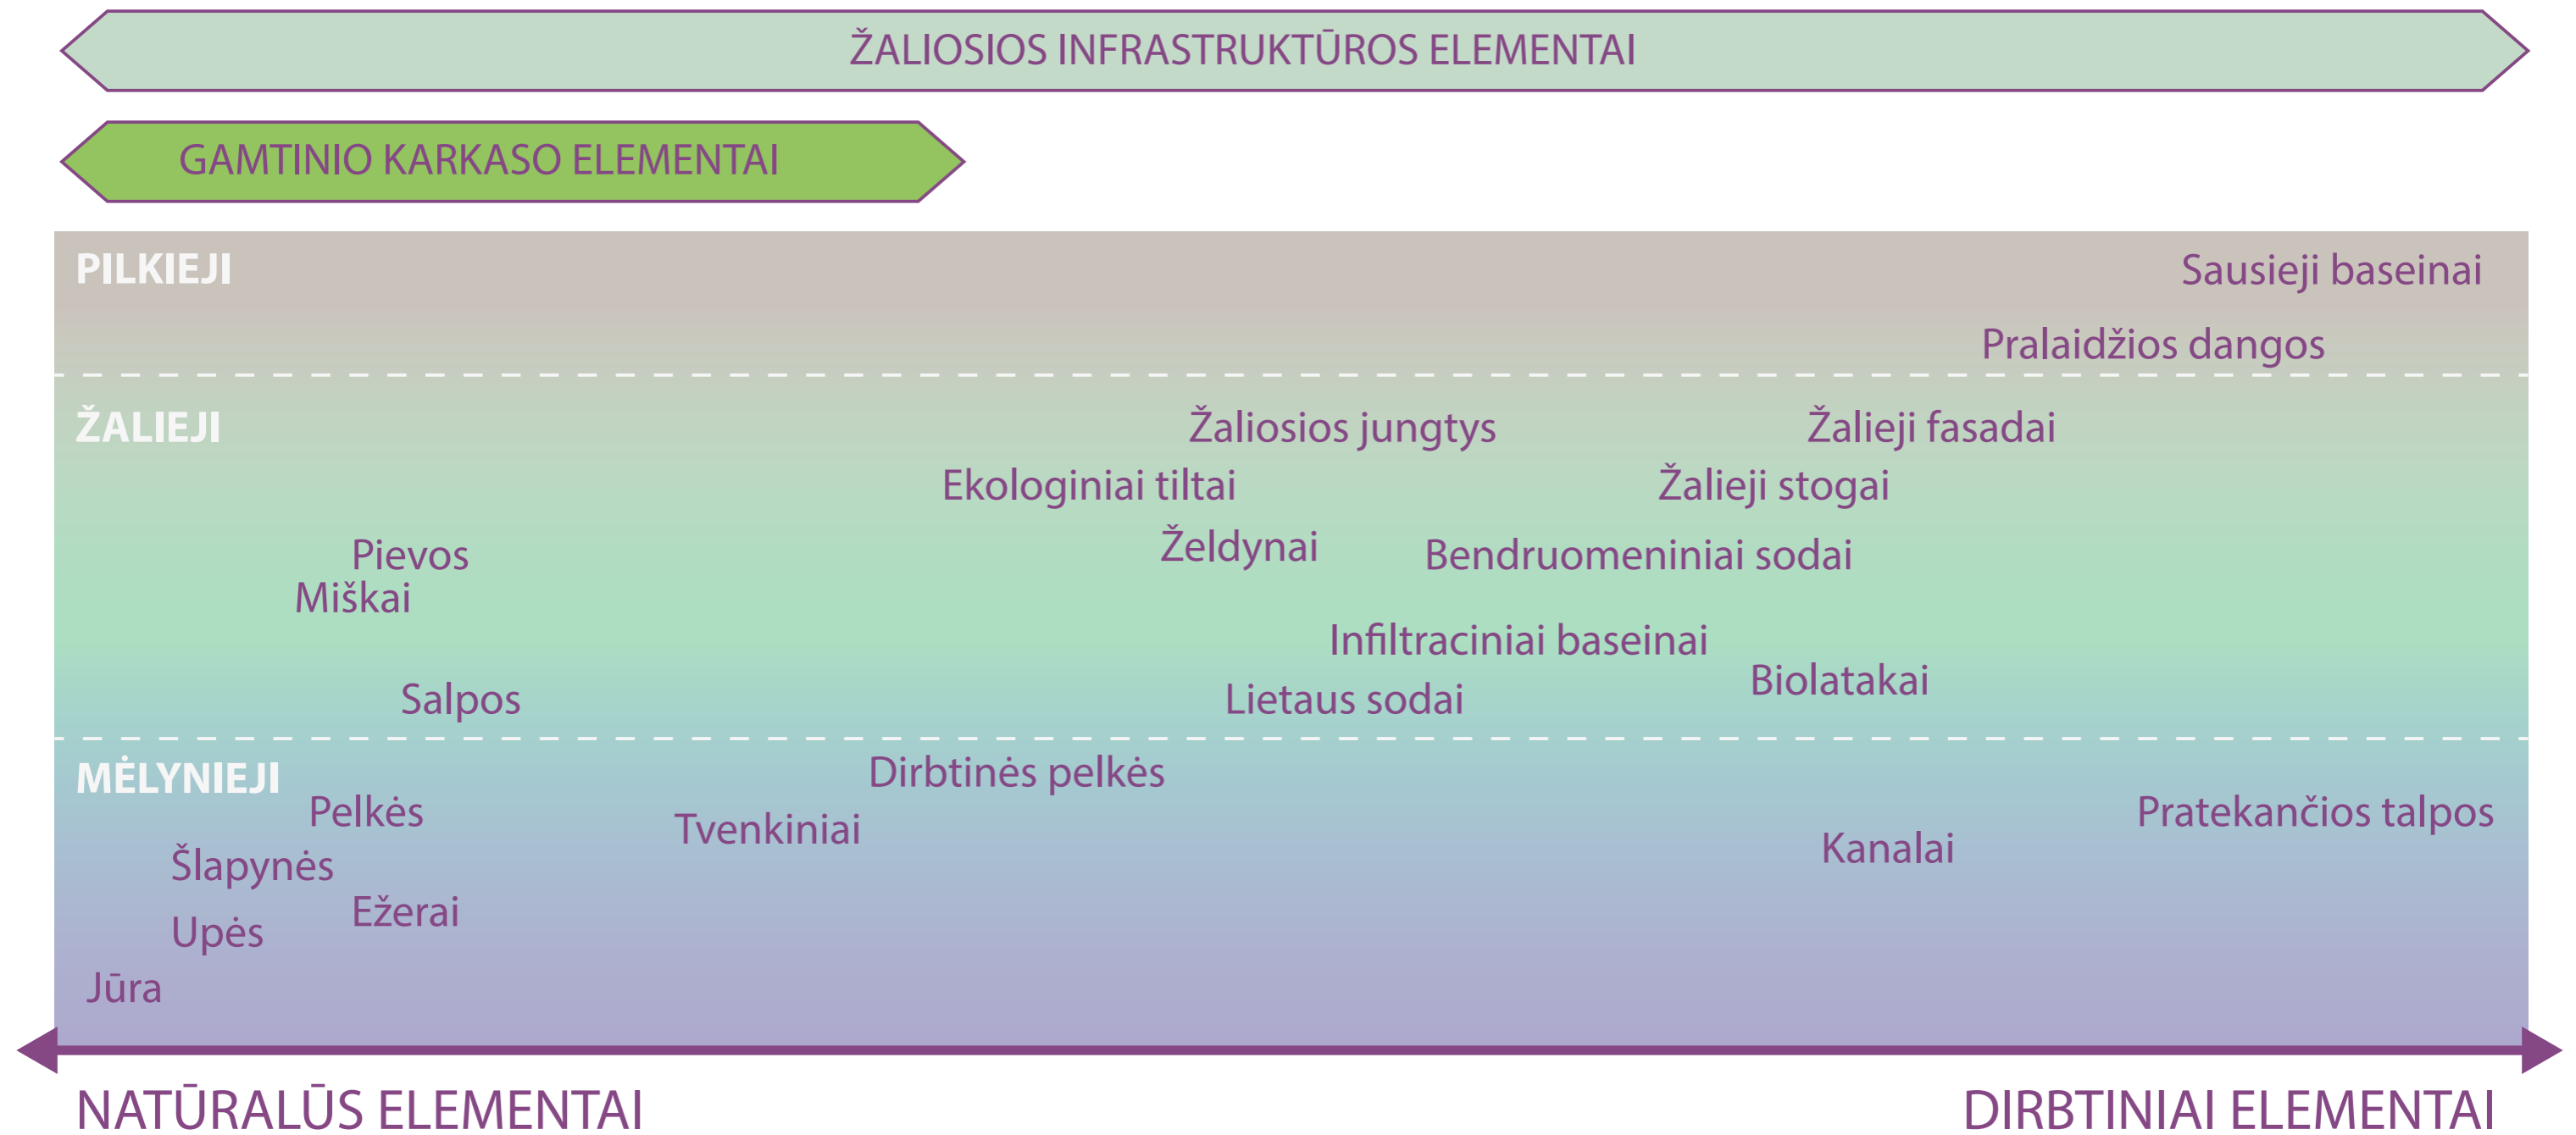 ŽALIOSIOS INFRASTRUKTŪROS ELEMENTAI
GAMTINIO KARKASO ELEMENTAI
PILKIEJI
Sausieji baseinai
Pralaidžios dangos
ŽALIEJI
Žaliosios jungtys
Žalieji fasadai
Ekologiniai tiltai
Žalieji stogai
Želdynai
Pievos
Bendruomeniniai sodai
Miškai
Infiltraciniai baseinai
Biolatakai
Salpos
Lietaus sodai
MĖLYNIEJI
Dirbtinės pelkės
Pelkės
Pratekančios talpos
Tvenkiniai
Kanalai
Šlapynės
Ežerai
Upės
Jūra
NATŪRALŪS ELEMENTAI
DIRBTINIAI ELEMENTAI